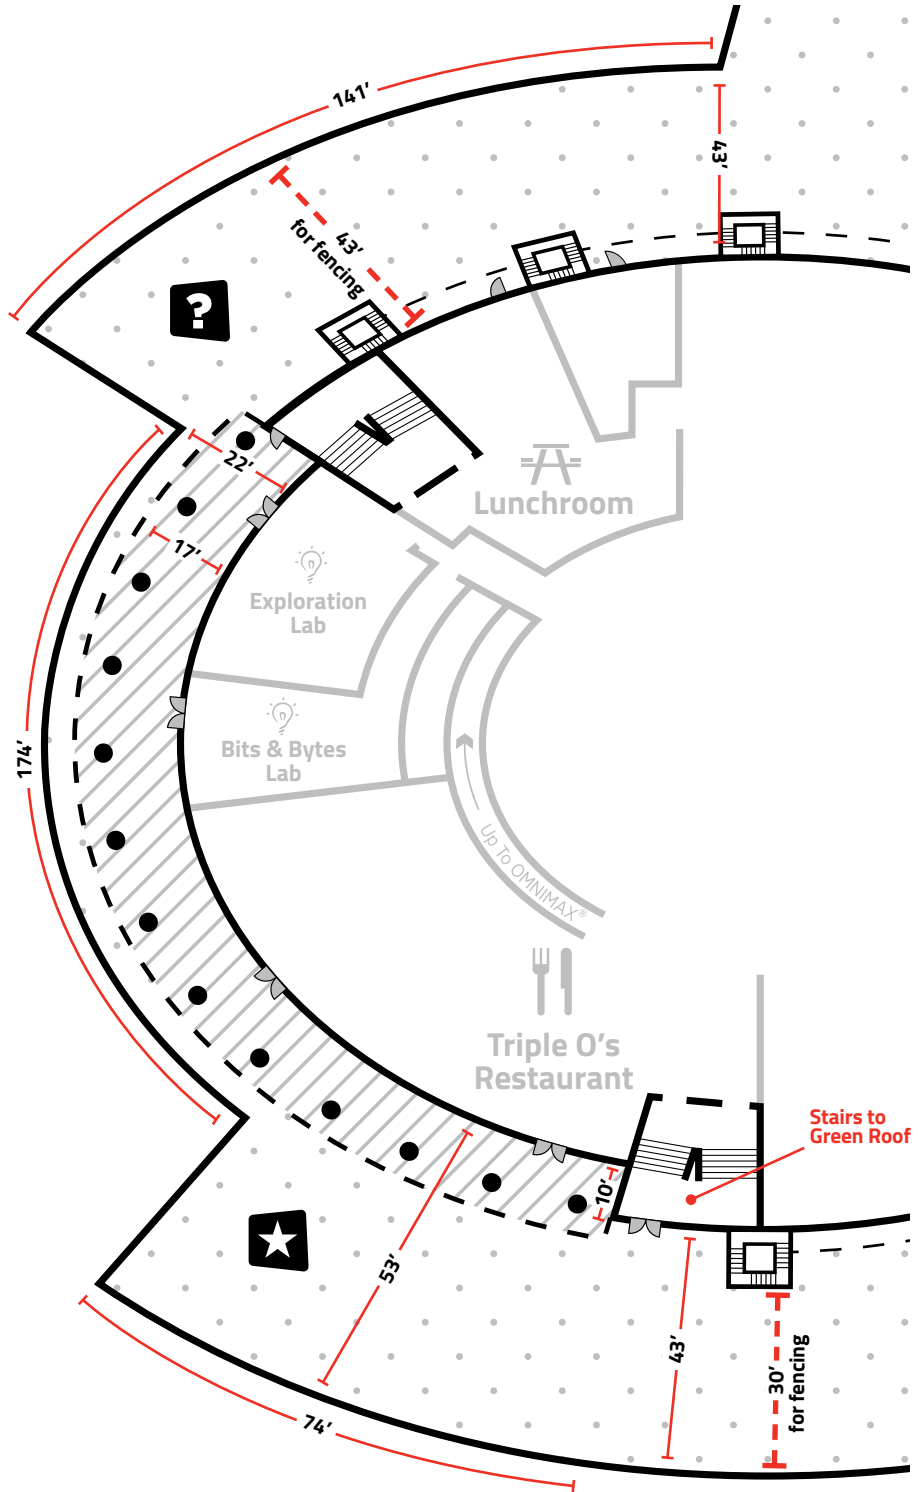 141’
43’
43’
for fencing
?
22’
17’
Lunchroom
Exploration
Lab
Bits & Bytes
Lab
174’
Up To OMNIMAX®
Triple O’s
Restaurant
Stairs to
Green Roof
10’
53’
43’
30’
for fencing
74’